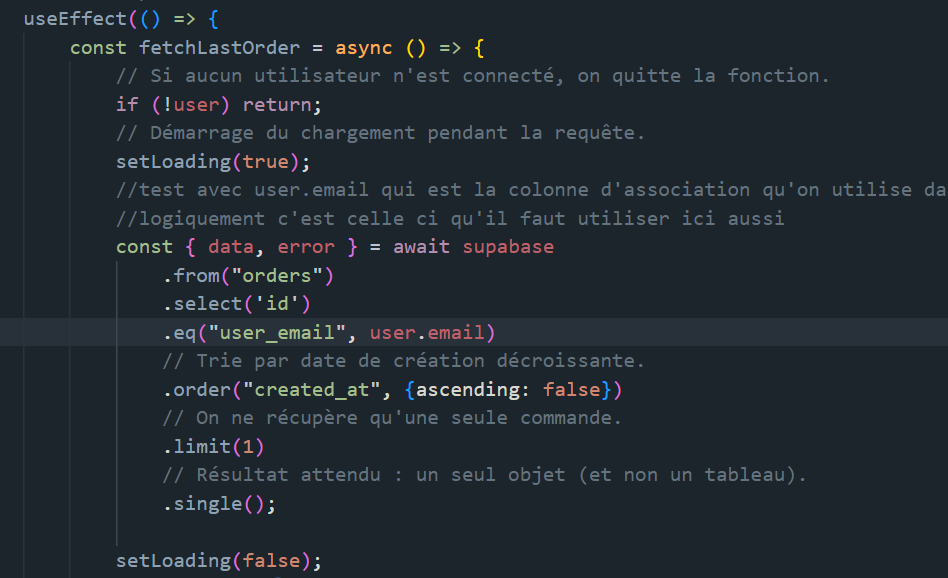 useEffect(() => {
const fetchLastOrder = async () => {
// Si aucun utilisateur n'est connecté, on quitte la fonction.
if (!user) return;
// Démarrage du chargement pendant la requête.
setLoading(true);
//test avec user.email qui est la colonne d'association qu'on utilise da
//logiquement c'est celle ci qu'il faut utiliser ici aussi
const { data, error } = await supabase
.from("orders")
.select('id')
.eq("user_email", user.email)
// Trie par date de création décroissante.
.order("created_at", {ascending: false})
// On ne récupère qu'une seule commande.
.limit(1)
// Résultat attendu : un seul objet (et non un tableau).
.single();
setLoading(false);